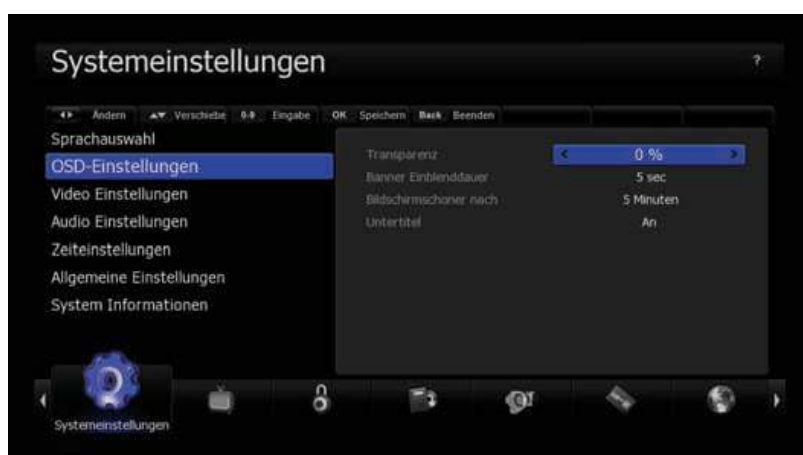 Systemeinstellungen
?
Ändern Verschiebe 0-9 Eingabe OK Speichern Back Beenden
Sprachauswahl
OSD-Einstellungen
Video Einstellungen
Audio Einstellungen
Zeiteinstellungen
Allgemeine Einstellungen
System Informationen
Transparenz 0 %
Banner Einblenddauer 5 sec
Bildschirmschoner nach 5 Minuten
Untertitel An
Systemeinstellungen